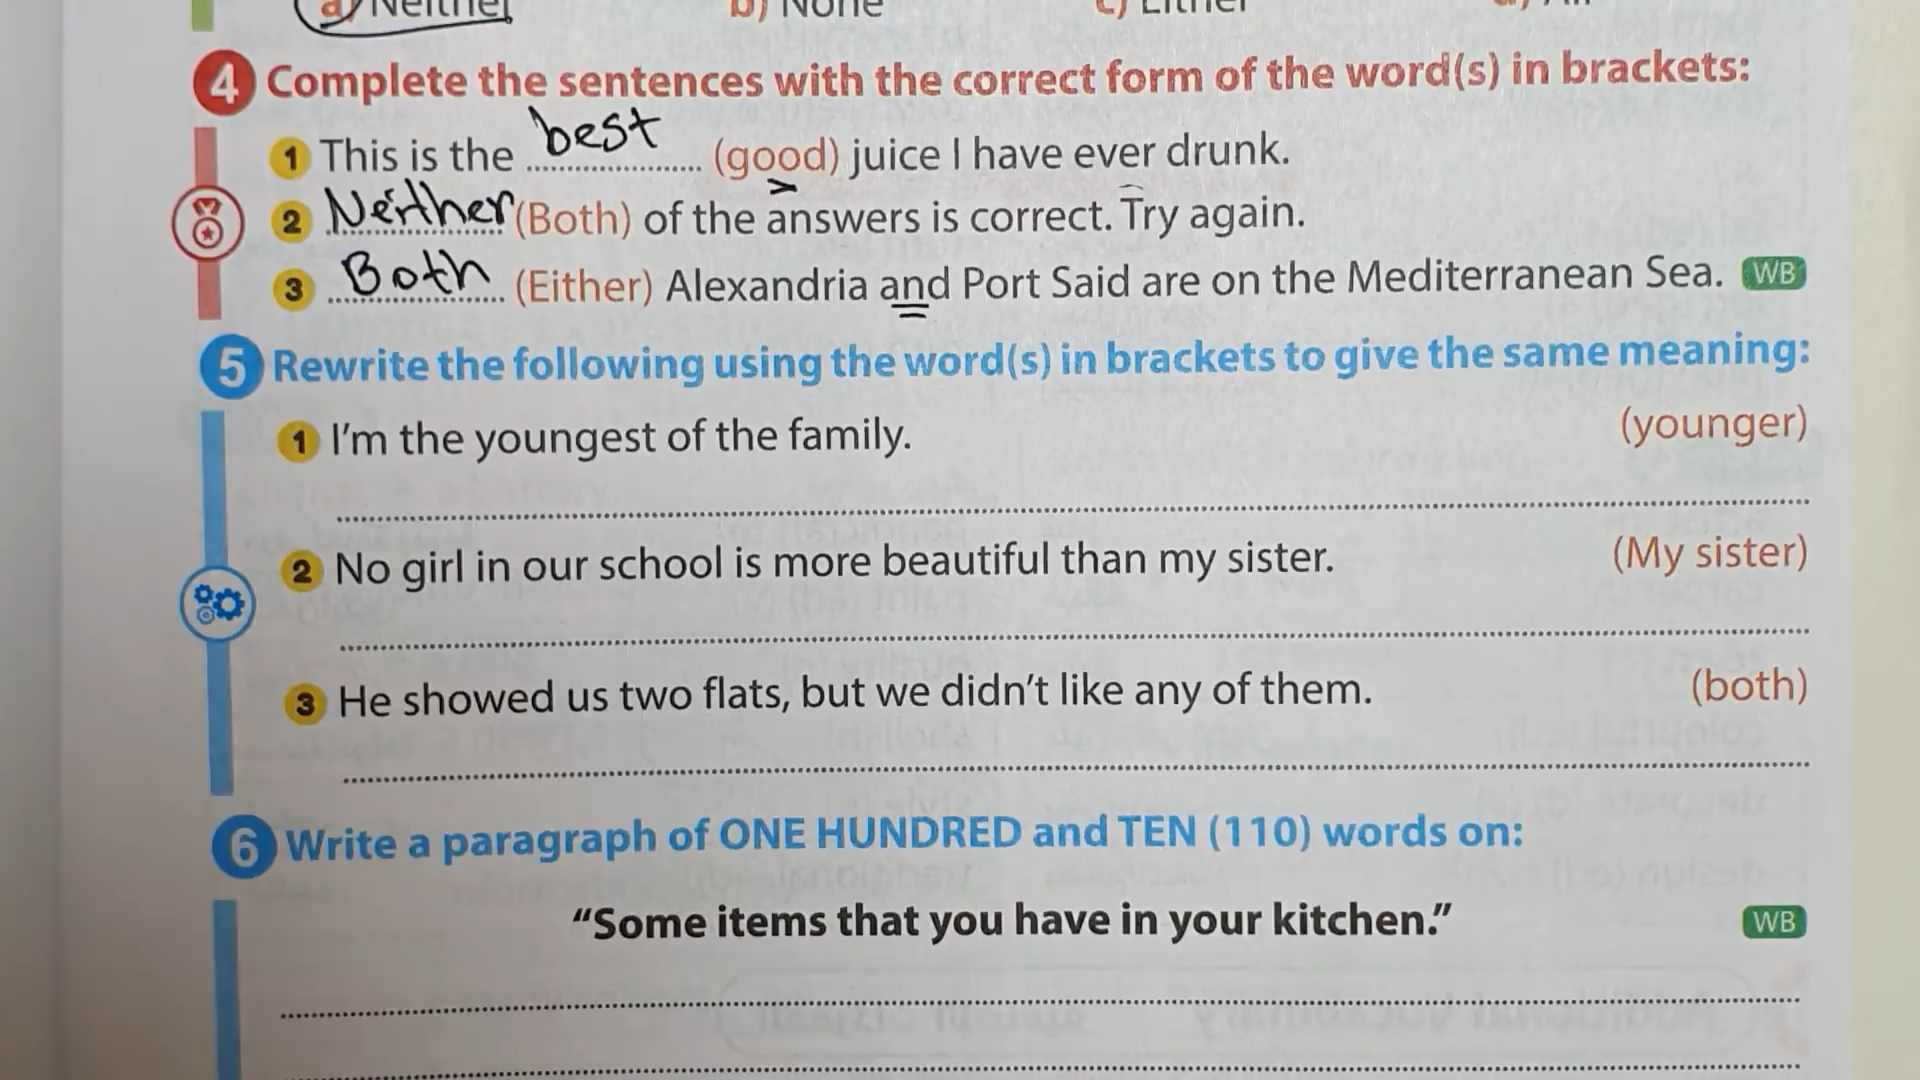 a) Neither b) None c) Either d) All
4 Complete the sentences with the correct form of the word(s) in brackets:
1 This is the best (good) juice I have ever drunk.
2 Neither (Both) of the answers is correct. Try again.
3 Both (Either) Alexandria and Port Said are on the Mediterranean Sea. WB
5 Rewrite the following using the word(s) in brackets to give the same meaning:
1 I'm the youngest of the family. (younger)
2 No girl in our school is more beautiful than my sister. (My sister)
3 He showed us two flats, but we didn't like any of them. (both)
6 Write a paragraph of ONE HUNDRED and TEN (110) words on:
"Some items that you have in your kitchen." WB